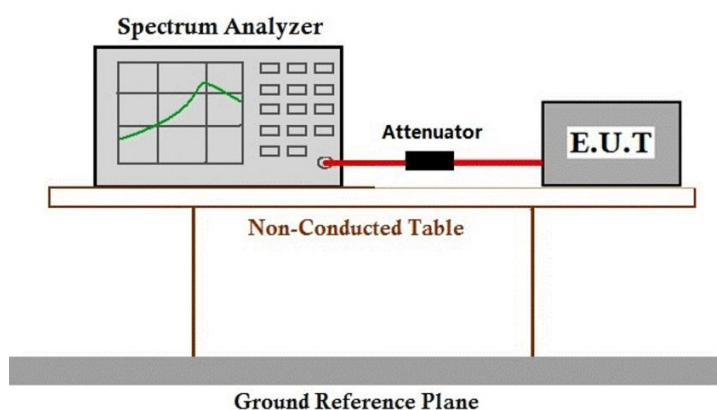 Spectrum Analyzer
Attenuator
E.U.T
Non-Conducted Table
Ground Reference Plane